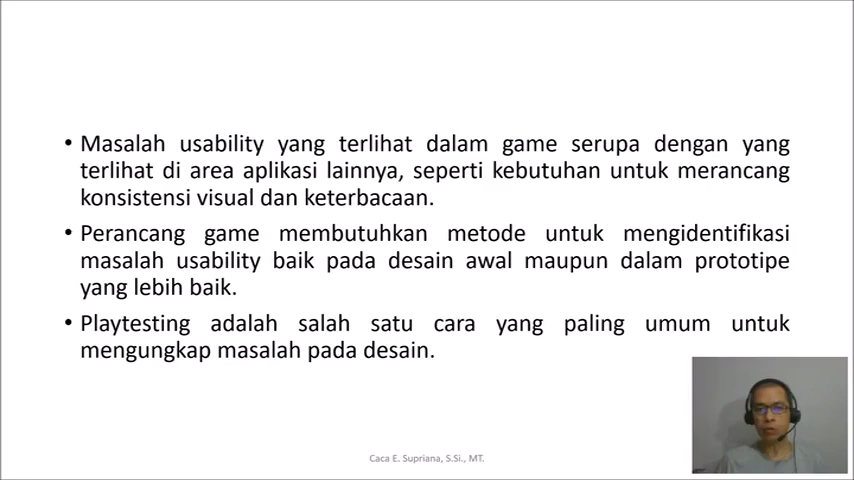 • Masalah usability yang terlihat dalam game serupa dengan yang
terlihat di area aplikasi lainnya, seperti kebutuhan untuk merancang
konsistensi visual dan keterbacaan.
• Perancang game membutuhkan metode untuk mengidentifikasi
masalah usability baik pada desain awal maupun dalam prototipe
yang lebih baik.
• Playtesting adalah salah satu cara yang paling umum untuk
mengungkap masalah pada desain.
Caca E. Supriana, S.Si., MT.